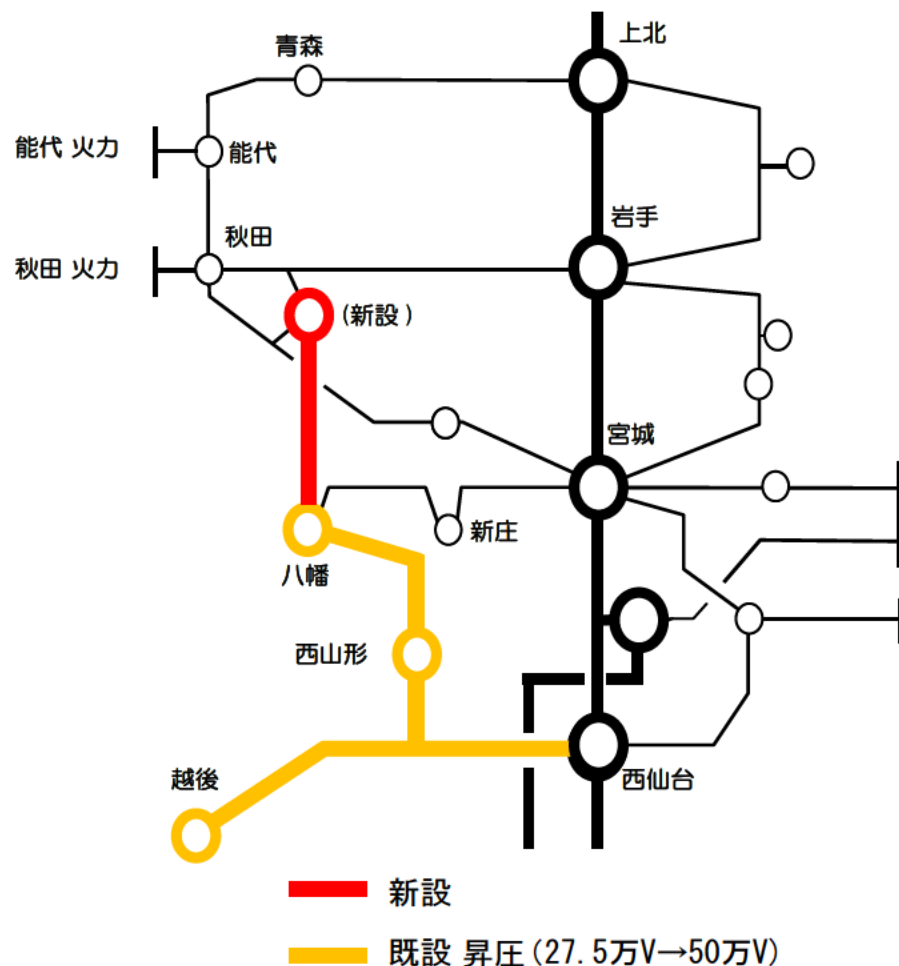 上北
青森
能代 火力
能代
岩手
秋田
秋田 火力
(新設)
宮城
新庄
八幡
西山形
越後
西仙台
新設
既設 昇圧(27.5万V→50万V)